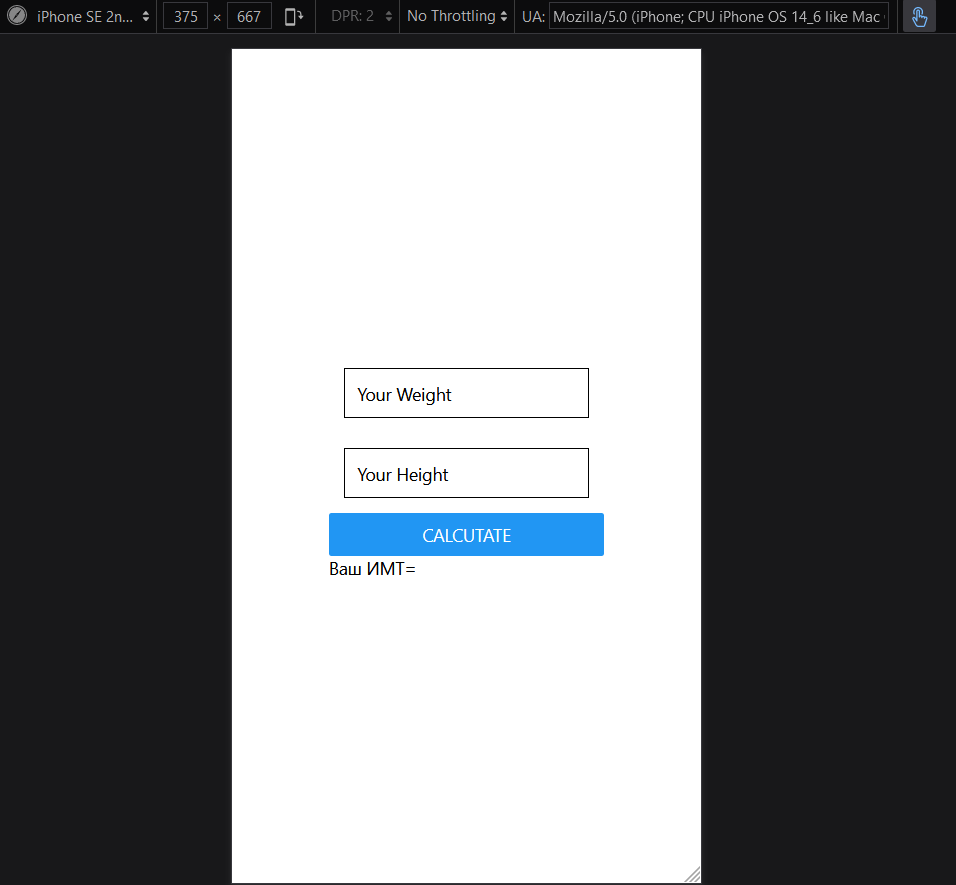 iPhone SE 2n... 375 × 667 DPR: 2 No Throttling UA: Mozilla/5.0 (iPhone; CPU iPhone OS 14_6 like Mac
Your Weight
Your Height
CALCUTATE
Ваш ИМТ=